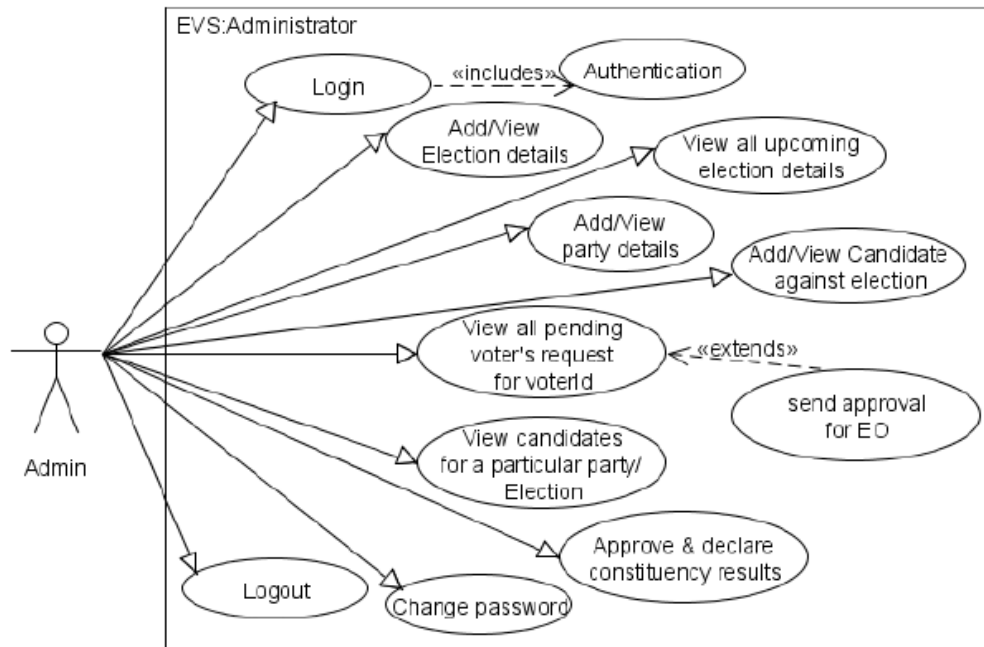 EVS:Administrator
Login
«includes»
Authentication
Add/View
Election details
View all upcoming
election details
Add/View
party details
Add/View Candidate
against election
View all pending
voter's request
for voterId
«extends»
send approval
for EO
Admin
View candidates
for a particular party/
Election
Approve & declare
constituency results
Logout
Change password